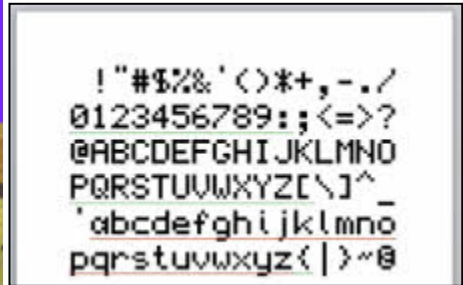 !"#$%&'()*+,-./
0123456789:;<=>?
@ABCDEFGHIJKLMNO
PQRSTUVWXYZ[\]^_
`abcdefghijklmno
pqrstuvwxyz{|}~@